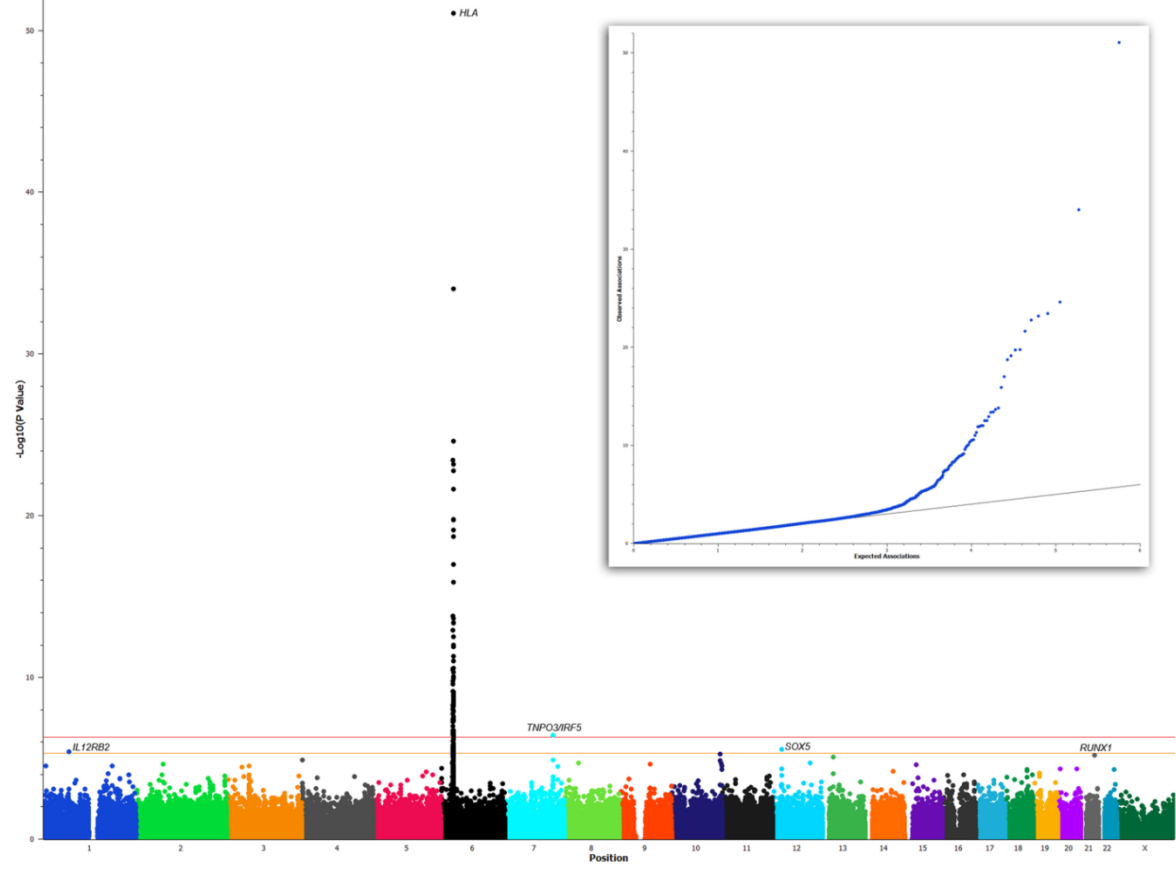 50
40
30
20
10
0
-Log10(P Value)
HLA
IL12RB2
TNPO3/IRF5
SOX5
RUNX1
1 2 3 4 5 6 7 8 9 10 11 12 13 14 15 16 17 18 19 20 21 22 X
Position
50
40
30
20
10
0
Observed Associations
0 1 2 3 4 5 6
Expected Associations